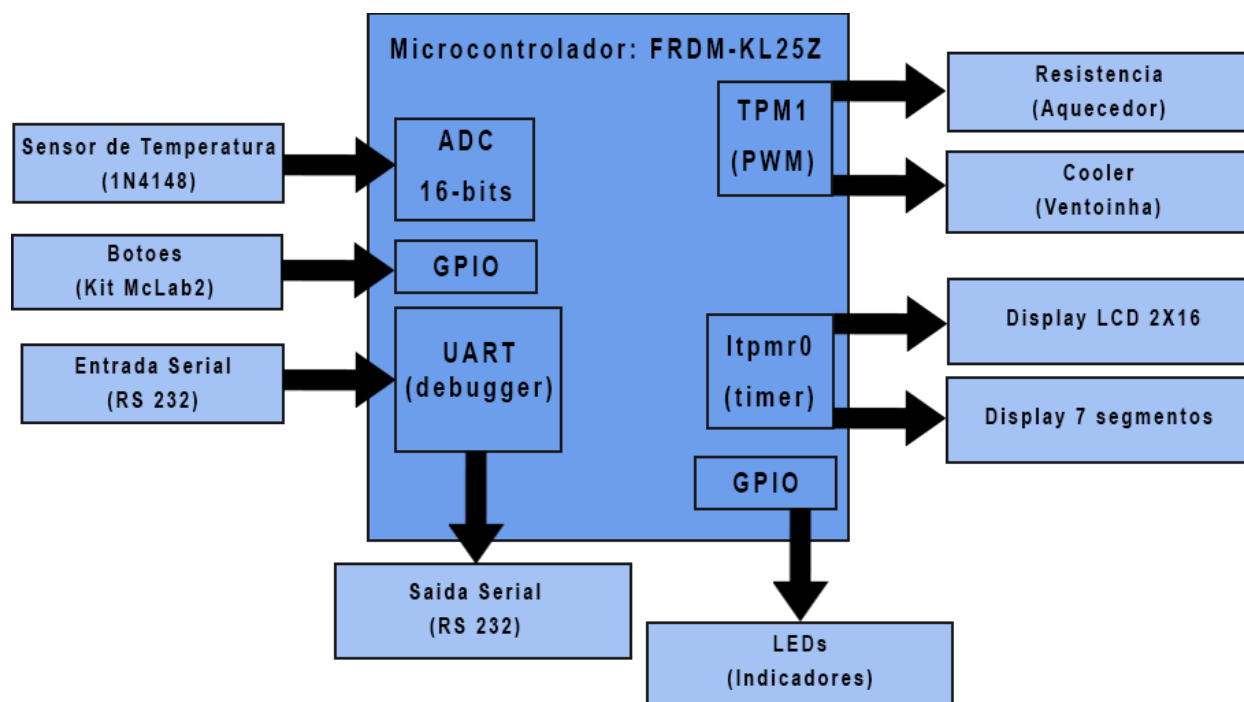 Microcontrolador: FRDM-KL25Z
Sensor de Temperatura
(1N4148)
Botoes
(Kit McLab2)
Entrada Serial
(RS 232)
ADC
16-bits
GPIO
UART
(debugger)
TPM1
(PWM)
Itpmr0
(timer)
GPIO
Resistencia
(Aquecedor)
Cooler
(Ventoinha)
Display LCD 2X16
Display 7 segmentos
Saida Serial
(RS 232)
LEDs
(Indicadores)